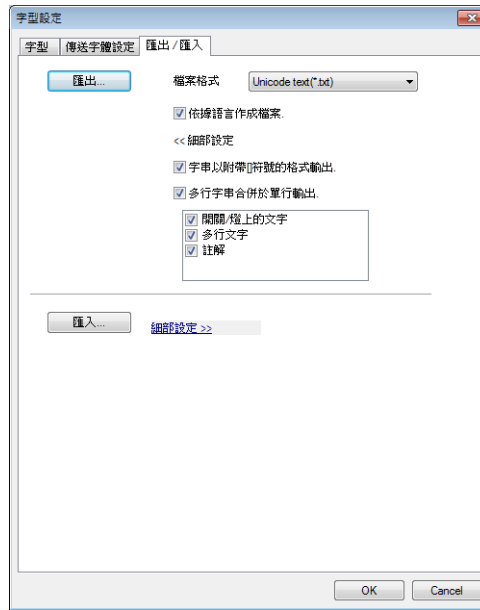 字型設定
字型 傳送字體設定 匯出/匯入
匯出... 檔案格式 Unicode text(*.txt)
依據語言作成檔案.
<<細部設定
字串以附帶[]符號的格式輸出.
多行字串合併於單行輸出.
開關/燈上的文字
多行文字
註解
匯入... 細部設定 >>
OK Cancel